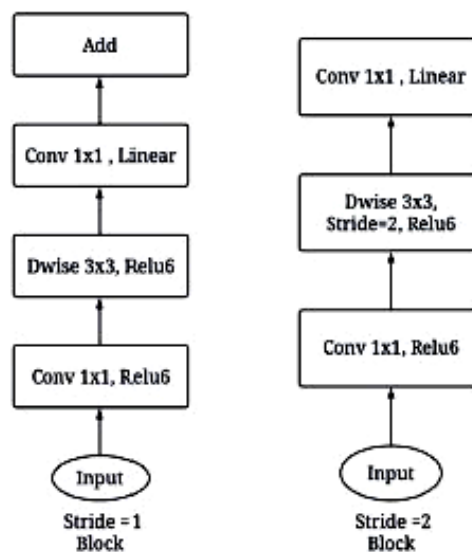 Add
Conv 1x1 , Linear
Dwise 3x3, Relu6
Conv 1x1, Relu6
Input
Stride =1
Block
Conv 1x1 , Linear
Dwise 3x3,
Stride=2, Relu6
Conv 1x1, Relu6
Input
Stride =2
Block